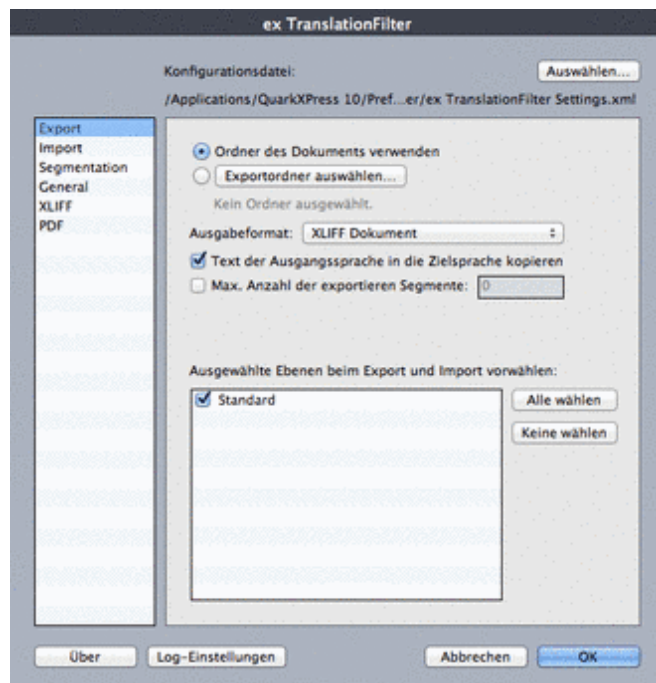 ex TranslationFilter
Konfigurationsdatei:
Auswählen...
/Applications/QuarkXPress 10/Pref...er/ex TranslationFilter Settings.xml
Export
Import
Segmentation
General
XLIFF
PDF
Ordner des Dokuments verwenden
Exportordner auswählen...
Kein Ordner ausgewählt.
Ausgabeformat: XLIFF Dokument
Text der Ausgangssprache in die Zielsprache kopieren
Max. Anzahl der exportieren Segmente: 0
Ausgewählte Ebenen beim Export und Import vorwählen:
Standard
Alle wählen
Keine wählen
Über
Log-Einstellungen
Abbrechen
OK